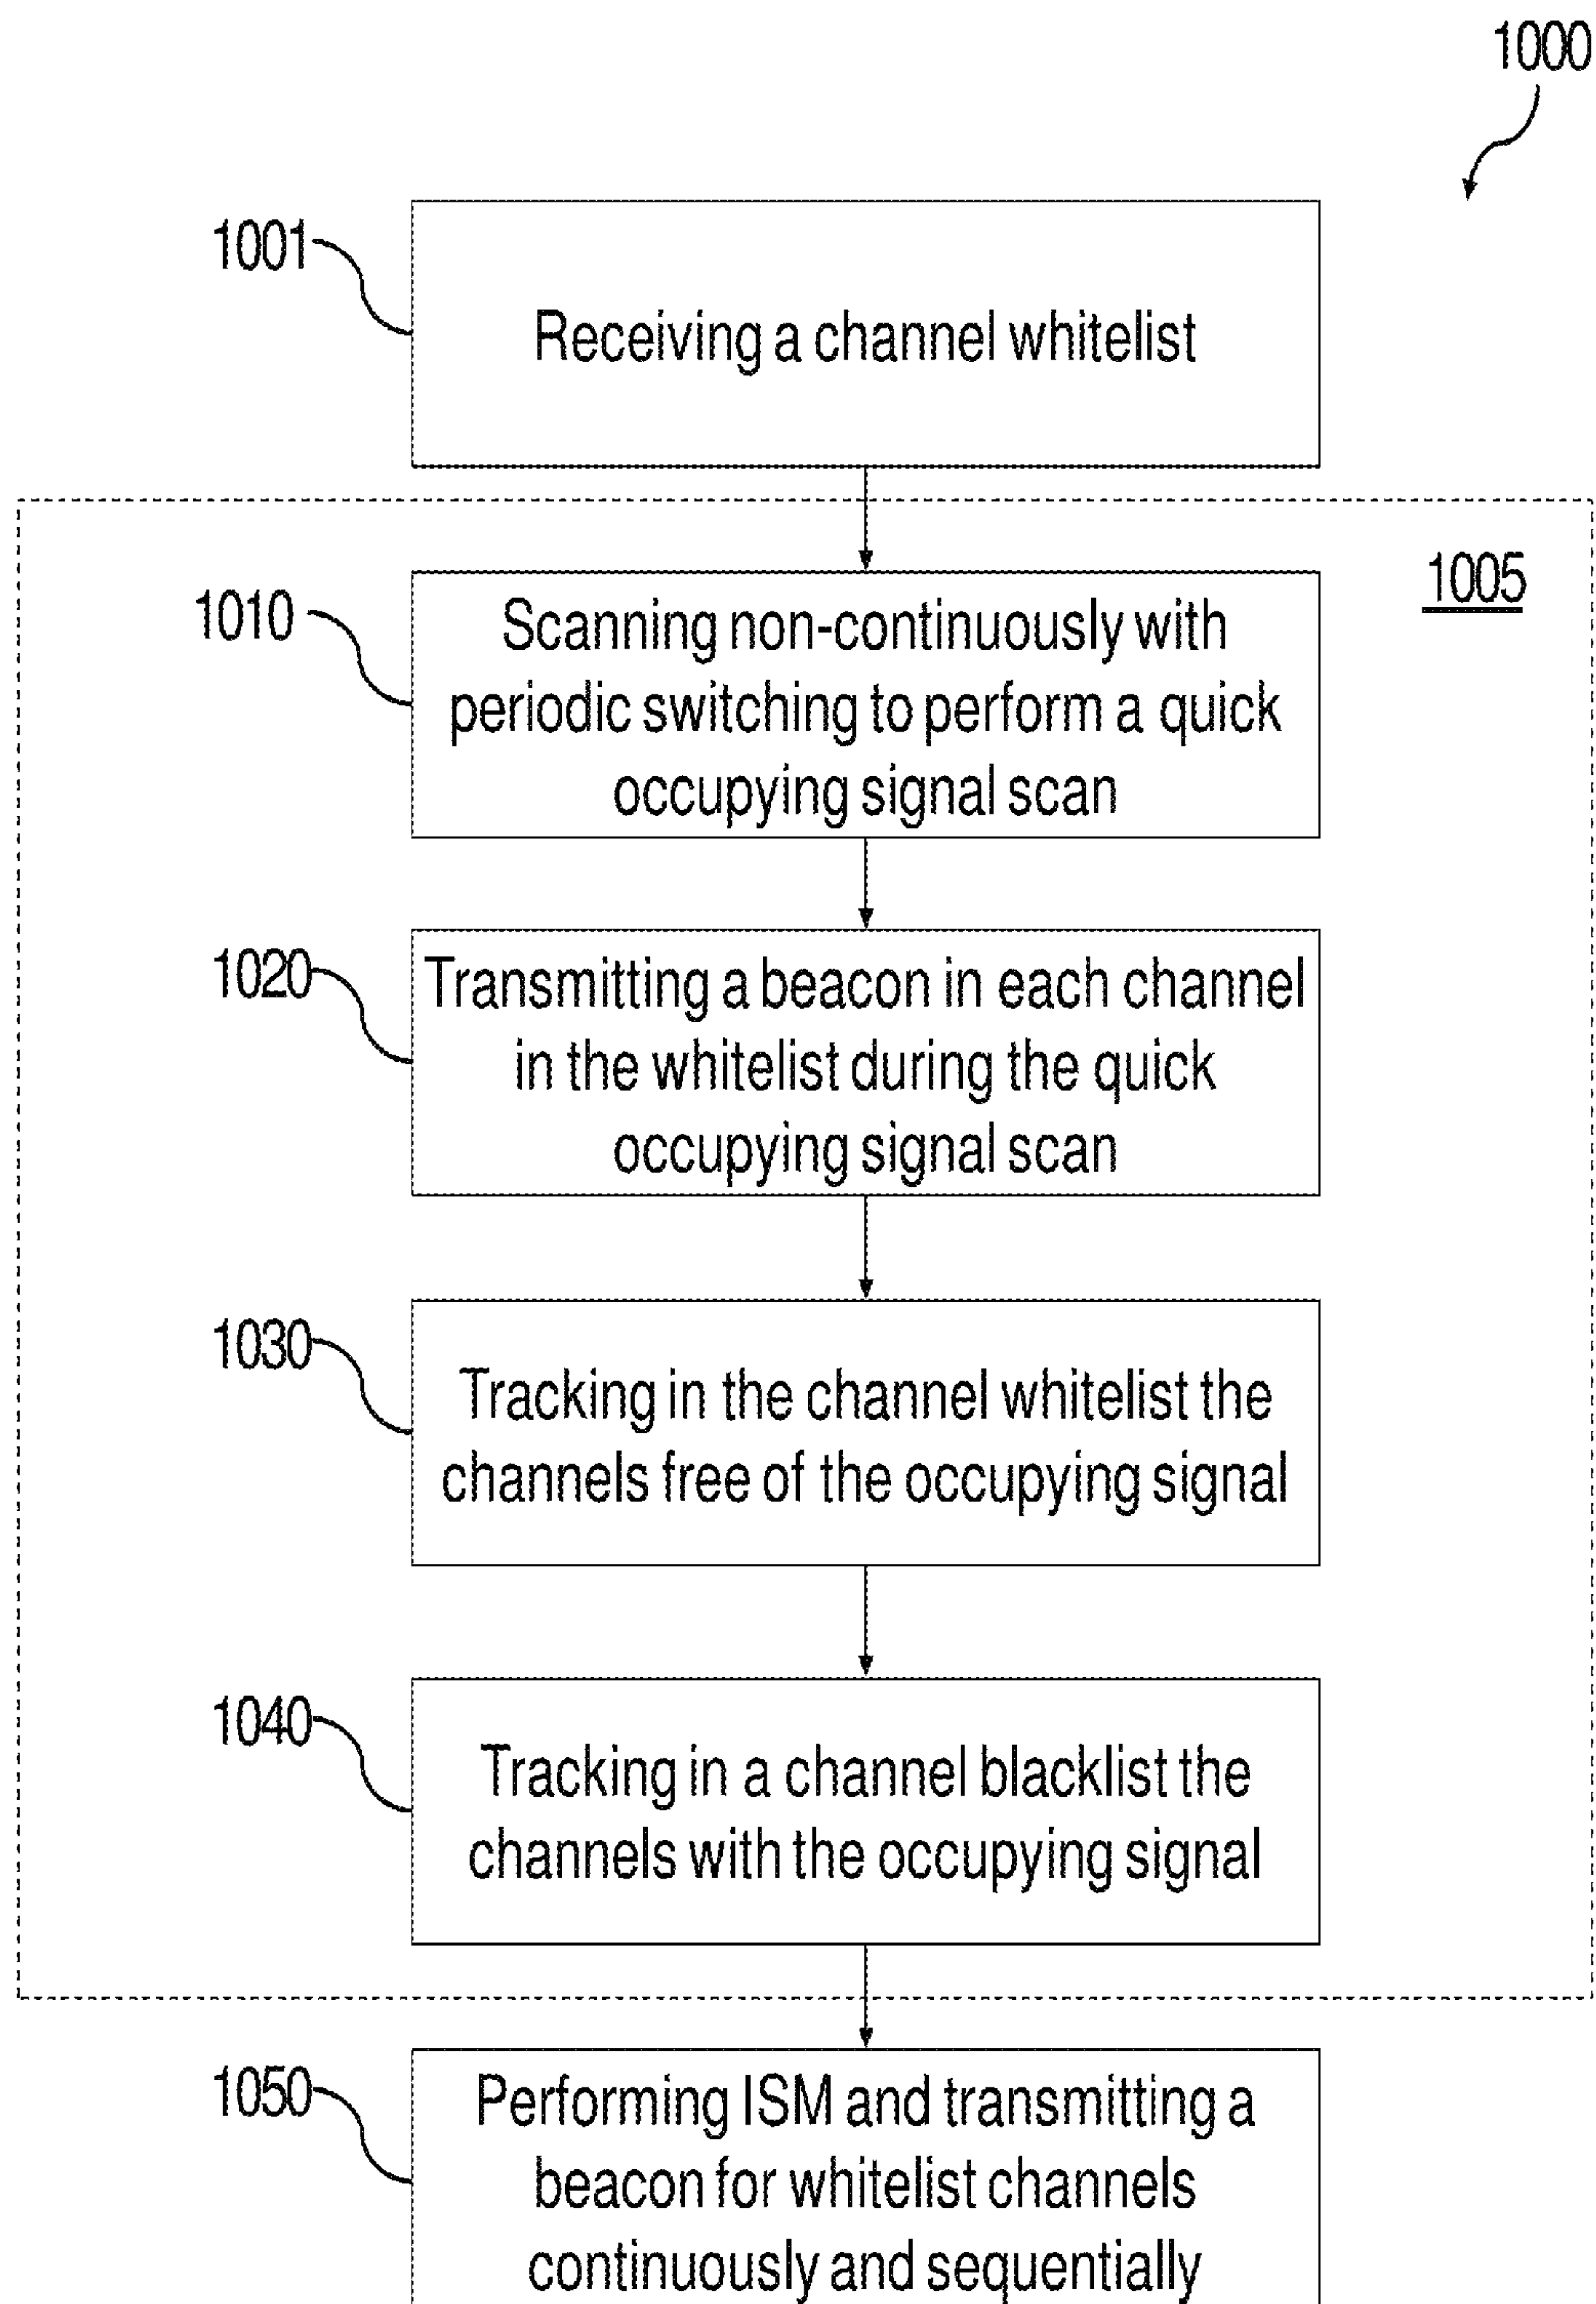 1000
1001
Receiving a channel whitelist
1005
1010
Scanning non-continuously with
periodic switching to perform a quick
occupying signal scan
1020
Transmitting a beacon in each channel
in the whitelist during the quick
occupying signal scan
1030
Tracking in the channel whitelist the
channels free of the occupying signal
1040
Tracking in a channel blacklist the
channels with the occupying signal
1050
Performing ISM and transmitting a
beacon for whitelist channels
continuously and sequentially